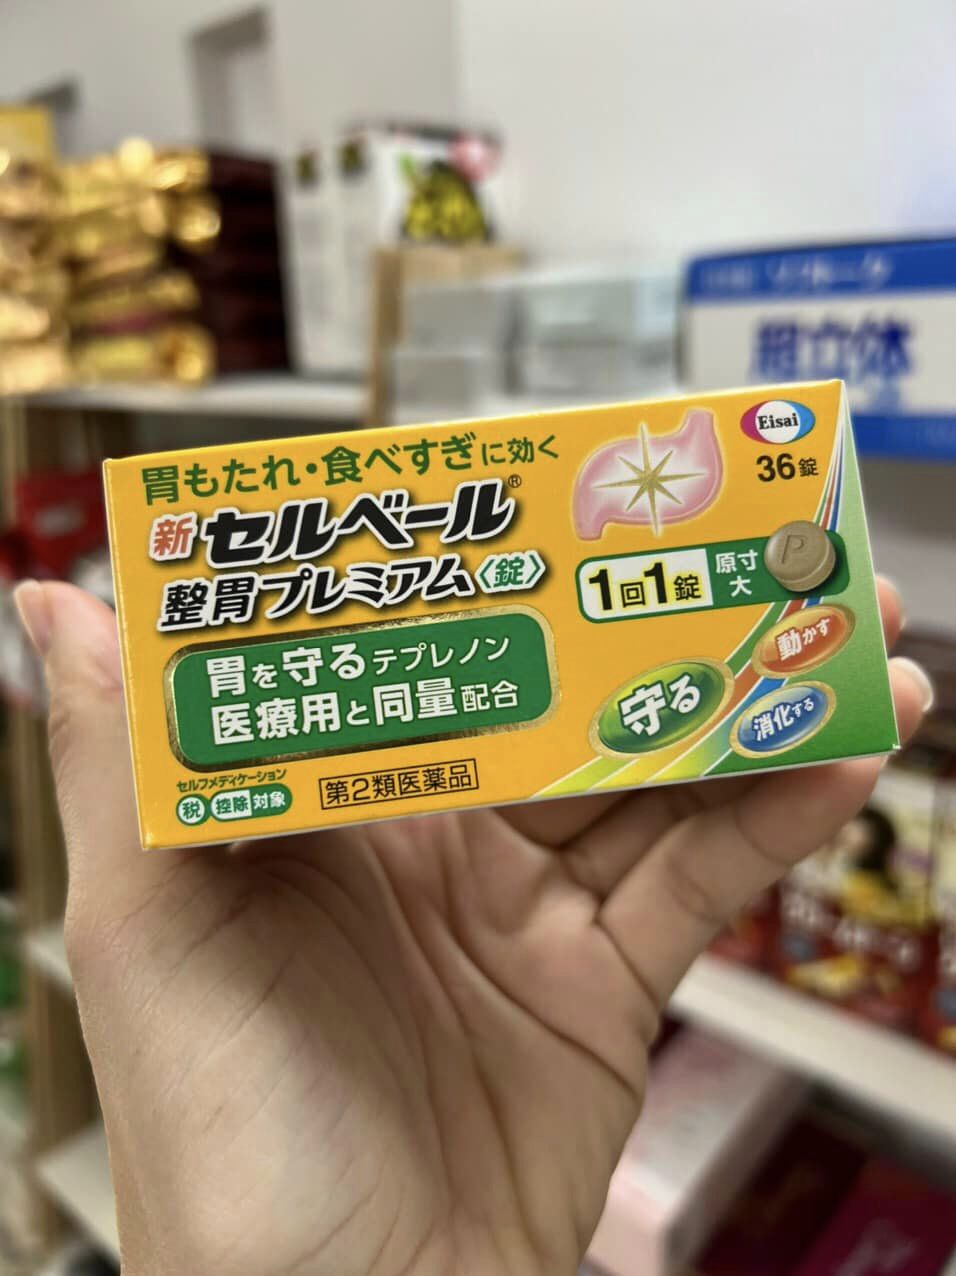 胃もたれ・食べすぎに効く
新セルベール®
整胃プレミアム〈錠〉
胃を守るテプレノン
医療用と同量配合
セルフメディケーション
税 控除対象
第2類医薬品
Eisai
36錠
1回1錠
原寸大
P
動かす
守る
消化する
超立体